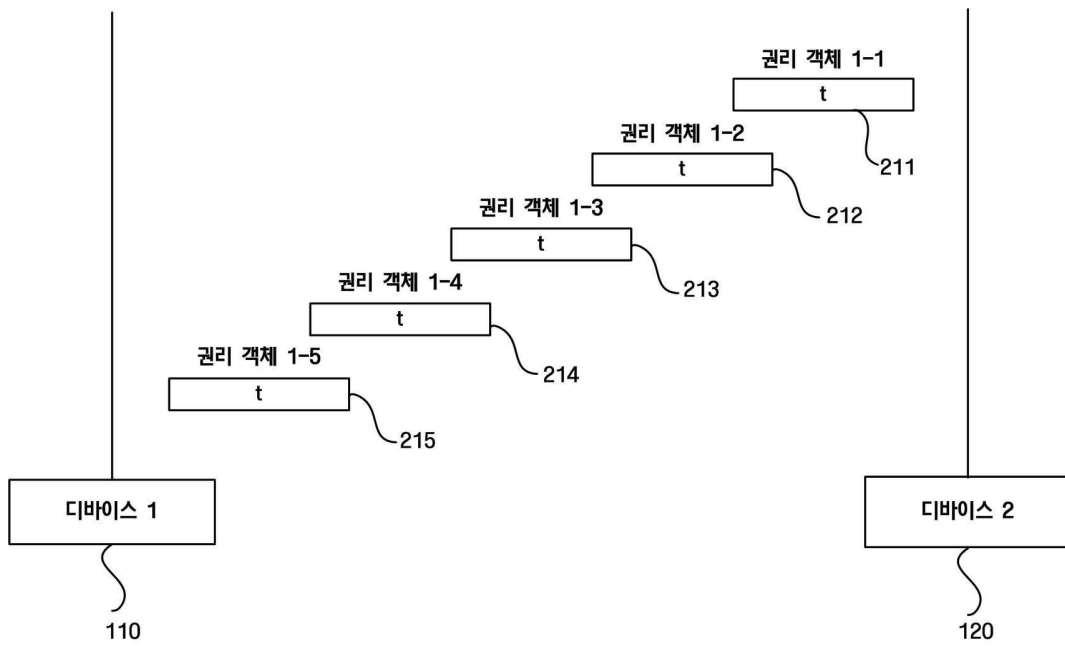 권리 객체 1-1
t
211
권리 객체 1-2
t
212
권리 객체 1-3
t
213
권리 객체 1-4
t
214
권리 객체 1-5
t
215
디바이스 1
디바이스 2
110
120